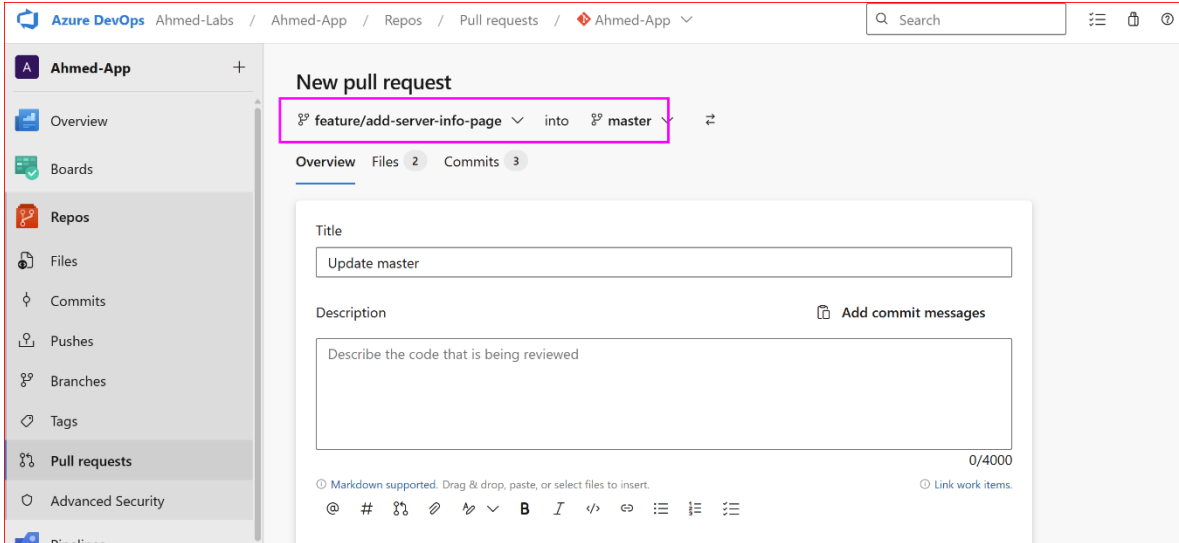 Azure DevOps Ahmed-Labs / Ahmed-App / Repos / Pull requests / Ahmed-App
Search
A Ahmed-App +
Overview
Boards
Repos
Files
Commits
Pushes
Branches
Tags
Pull requests
Advanced Security
Pipelines
New pull request
feature/add-server-info-page into master
Overview Files 2 Commits 3
Title
Update master
Description Add commit messages
Describe the code that is being reviewed
0/4000
Markdown supported. Drag & drop, paste, or select files to insert. Link work items.
@ # B I </>